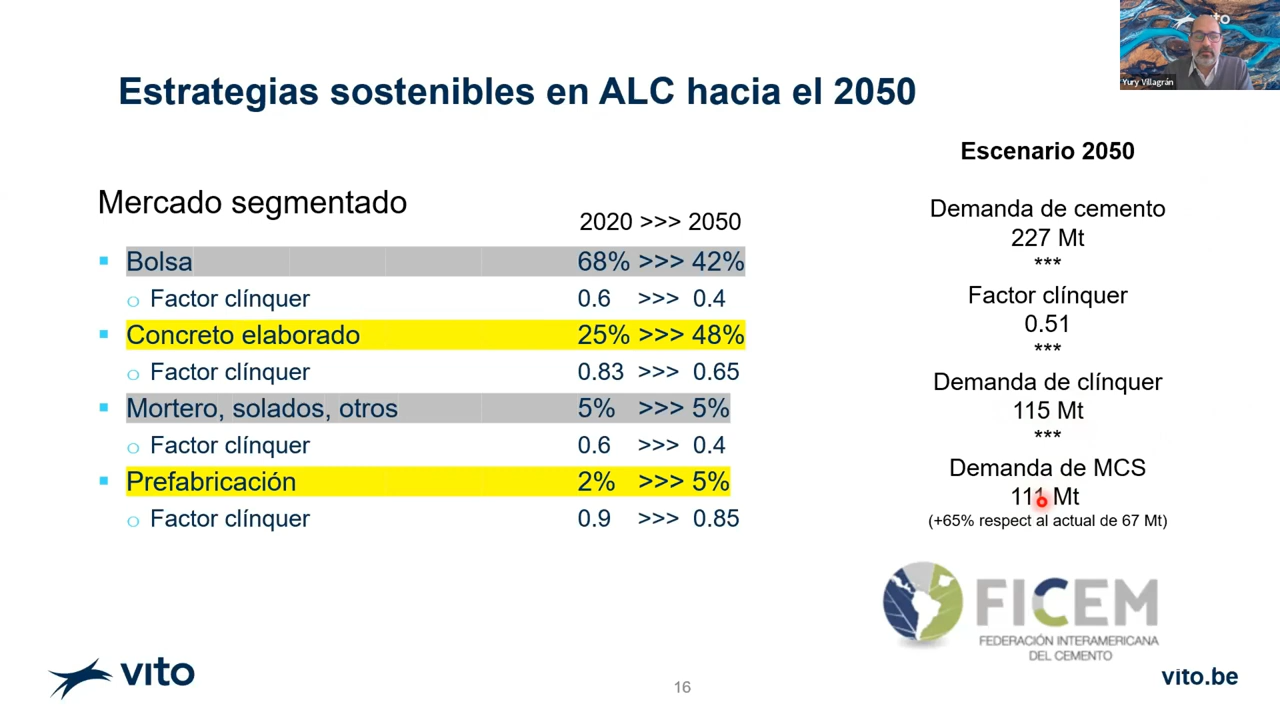 Estrategias sostenibles en ALC hacia el 2050
Yury Villagrán
Mercado segmentado
2020 >>> 2050
Bolsa 68% >>> 42%
Factor clínquer 0.6 >>> 0.4
Concreto elaborado 25% >>> 48%
Factor clínquer 0.83 >>> 0.65
Mortero, solados, otros 5% >>> 5%
Factor clínquer 0.6 >>> 0.4
Prefabricación 2% >>> 5%
Factor clínquer 0.9 >>> 0.85
Escenario 2050
Demanda de cemento
227 Mt
***
Factor clínquer
0.51
***
Demanda de clínquer
115 Mt
***
Demanda de MCS
111 Mt
(+65% respect al actual de 67 Mt)
FICEM
FEDERACIÓN INTERAMERICANA
DEL CEMENTO
vito
16
vito.be